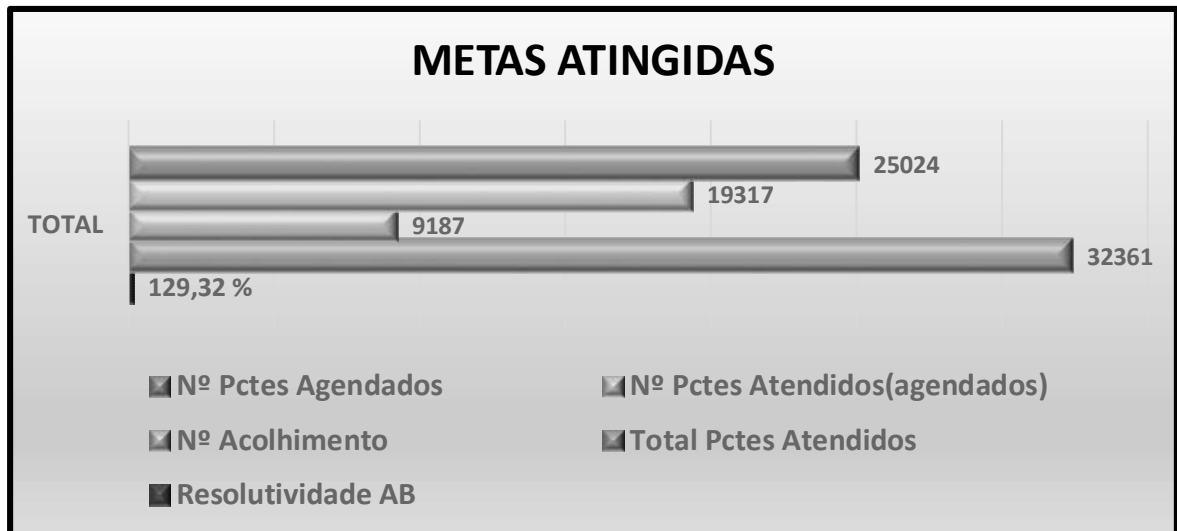 METAS ATINGIDAS
25024
19317
TOTAL
9187
32361
129,32 %
Nº Pctes Agendados
Nº Pctes Atendidos(agendados)
Nº Acolhimento
Total Pctes Atendidos
Resolutividade AB